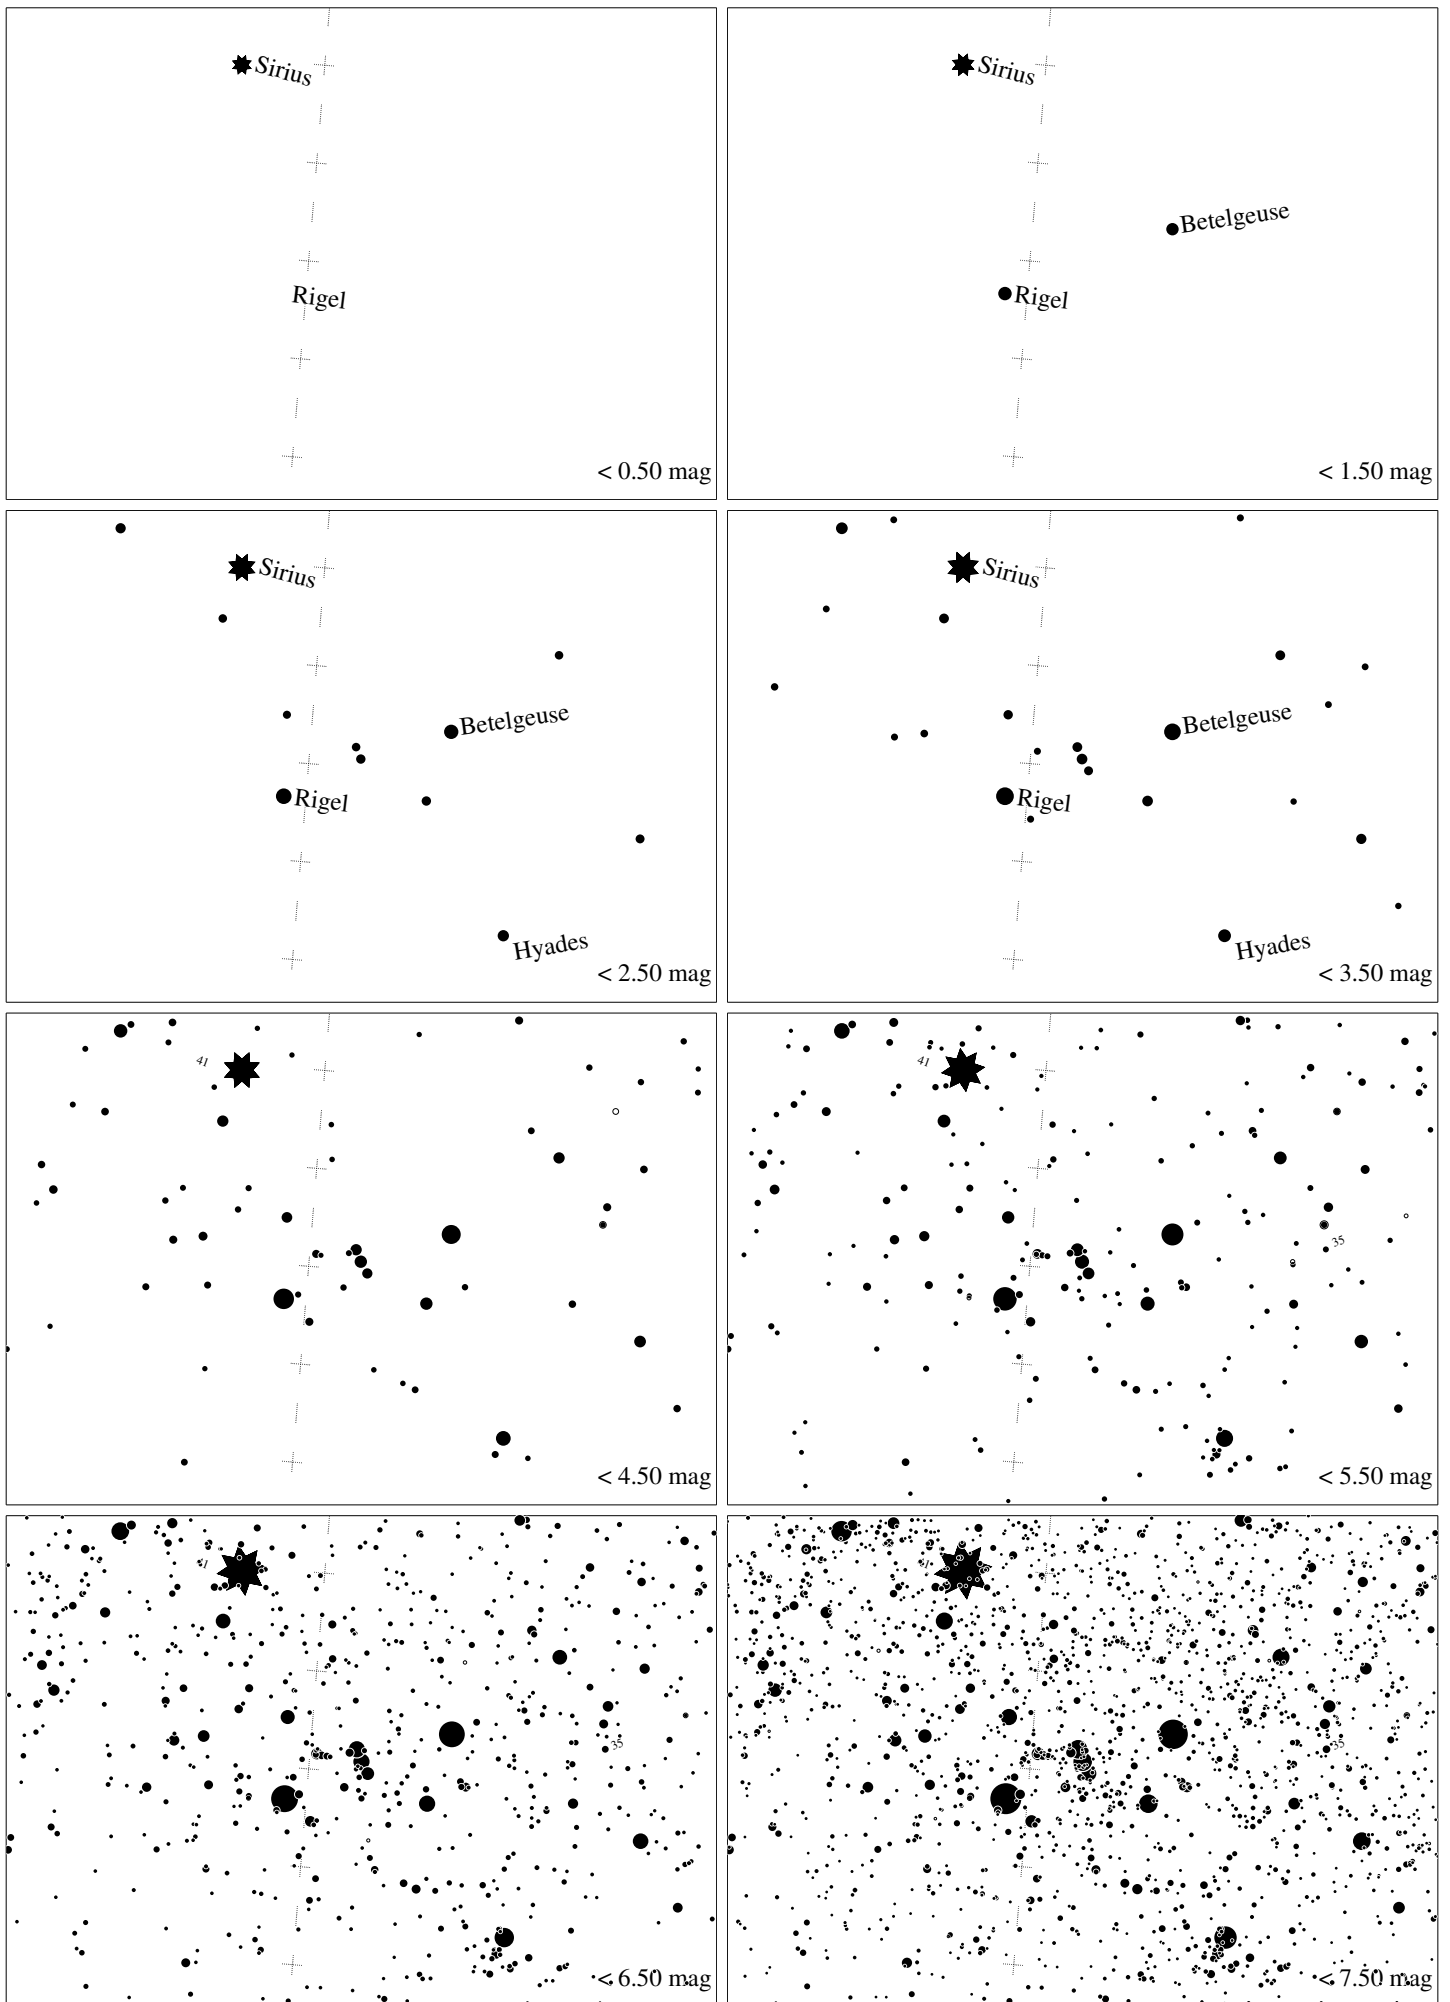 Sirius
Rigel
< 0.50 mag
Sirius
Betelgeuse
Rigel
< 1.50 mag
Sirius
Betelgeuse
Rigel
Hyades
< 2.50 mag
Sirius
Betelgeuse
Rigel
Hyades
< 3.50 mag
41
< 4.50 mag
41
35
< 5.50 mag
41
35
< 6.50 mag
41
35
< 7.50 mag